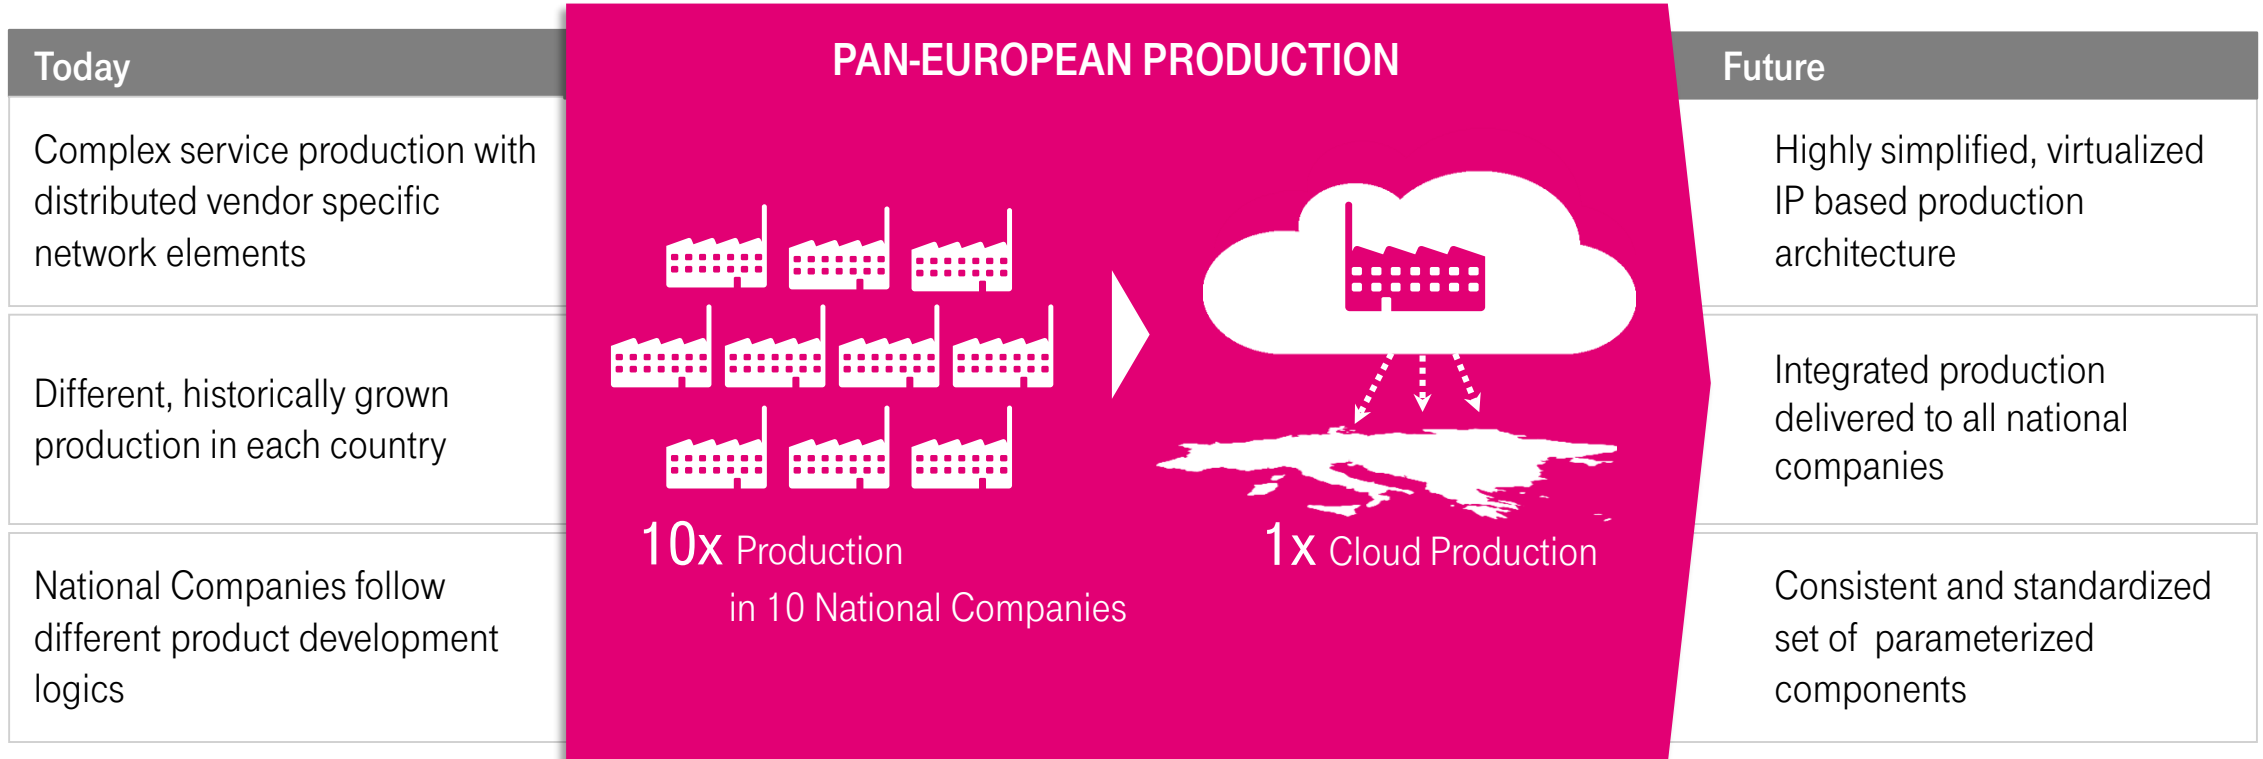 Today
Complex service production with
distributed vendor specific
network elements
Different, historically grown
production in each country
National Companies follow
different product development
logics
PAN-EUROPEAN PRODUCTION
10x Production
in 10 National Companies
1x Cloud Production
Future
Highly simplified, virtualized
IP based production
architecture
Integrated production
delivered to all national
companies
Consistent and standardized
set of parameterized
components